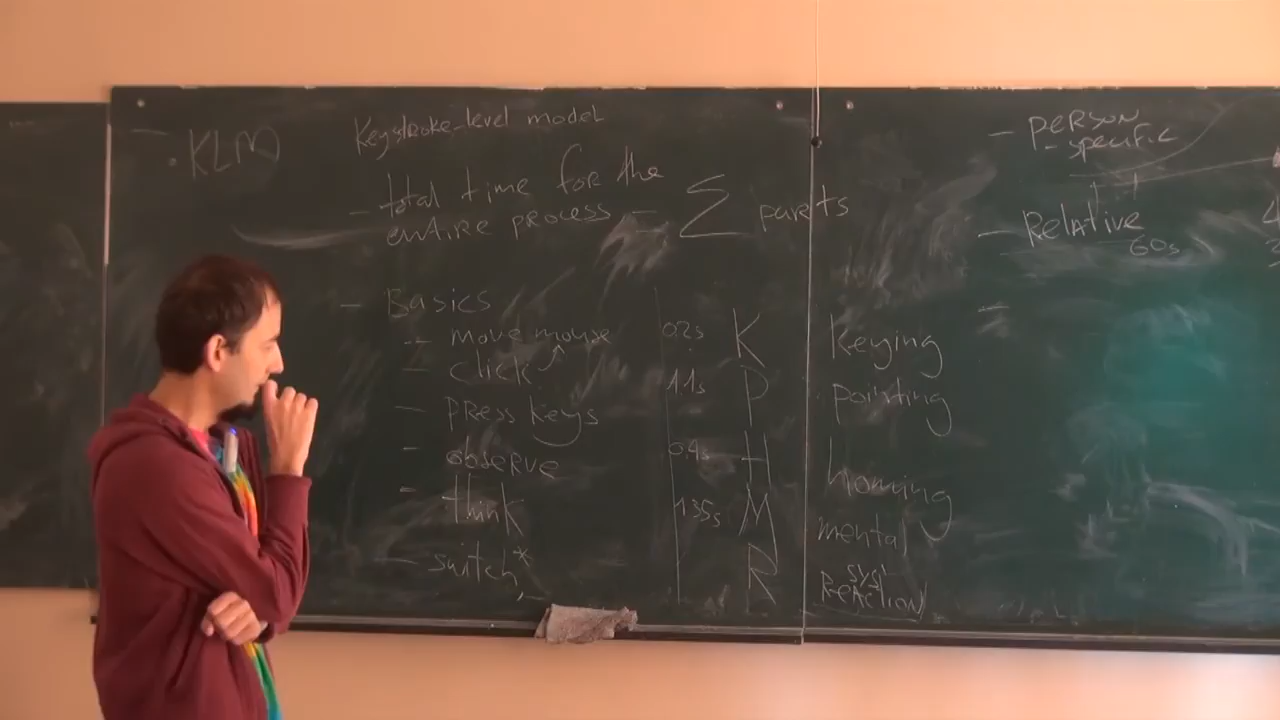 KLM
Keystroke-level model
- total time for the
entire process - Σ parts
- Basics
- move mouse
- click
- press keys
- observe
- think
- switch*
0.2s K keying
1.1s P pointing
0.4s H homing
1.35s M mental
R syst
REACTION
- PERSON
- specific
- Relative
60s